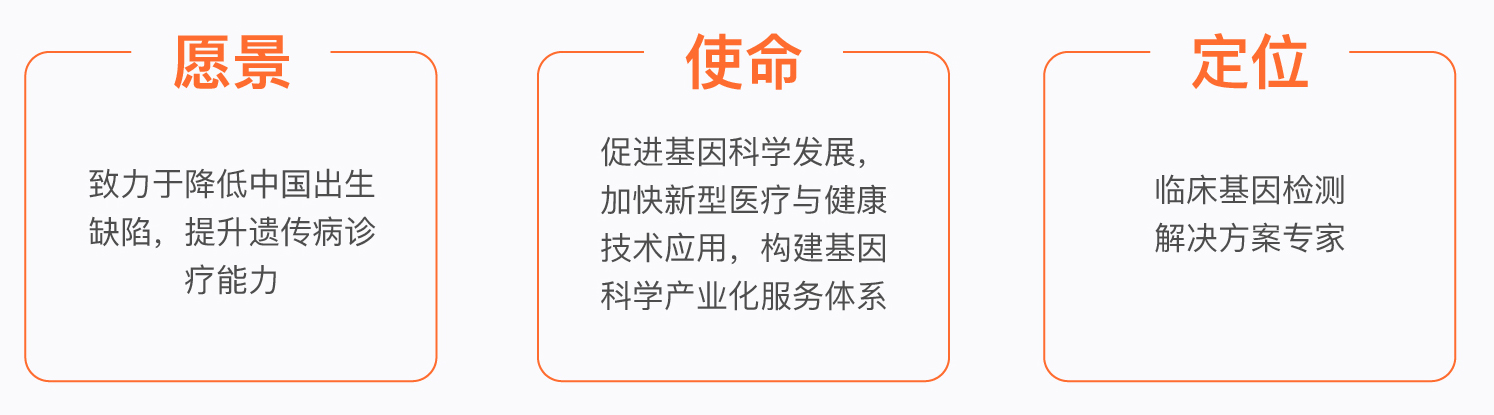 愿景
致力于降低中国出生
缺陷，提升遗传病诊
疗能力
使命
促进基因科学发展，
加快新型医疗与健康
技术应用，构建基因
科学产业化服务体系
定位
临床基因检测
解决方案专家